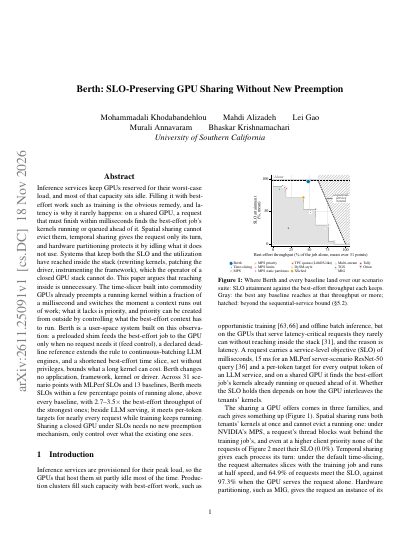 Berth: SLO-Preserving GPU Sharing Without New Preemption
Mohammadali Khodabandehlou Mahdi Alizadeh Lei Gao
Murali Annavaram Bhaskar Krishnamachari
University of Southern California
arXiv:2611.25091v1 [cs.DC] 18 Nov 2026
Abstract
Inference services keep GPUs reserved for their worst-case
load, and most of that capacity sits idle. Filling it with best-
effort work such as training is the obvious remedy, and la-
tency is why it rarely happens: on a shared GPU, a request
that must finish within milliseconds finds the best-effort job's
kernels running or queued ahead of it. Spatial sharing cannot
evict them, temporal sharing gives the request only its turn,
and hardware partitioning protects it by idling what it does
not use. Systems that keep both the SLO and the utilization
have reached inside the stack (rewriting kernels, patching the
driver, instrumenting the framework), which the operator of a
closed GPU stack cannot do. This paper argues that reaching
inside is unnecessary. The time-slicer built into commodity
GPUs already preempts a running kernel within a fraction of
a millisecond and switches the moment a context runs out
of work; what it lacks is priority, and priority can be created
from outside by controlling what the best-effort context has
to run. Berth is a user-space system built on this observa-
tion: a preloaded shim feeds the best-effort job to the GPU
only when no request needs it (feed control), a declared dead-
line reference extends the rule to continuous-batching LLM
engines, and a shortened best-effort time slice, set without
privileges, bounds what a long kernel can cost. Berth changes
no application, framework, kernel or driver. Across 31 sce-
nario points with MLPerf SLOs and 13 baselines, Berth meets
SLOs within a few percentage points of running alone, above
every baseline, with 2.7–3.5× the best-effort throughput of
the strongest ones; beside LLM serving, it meets per-token
targets for nearly every request while training keeps running.
Sharing a closed GPU under SLOs needs no new preemption
mechanism, only control over what the existing one sees.
1 Introduction
Inference services are provisioned for their peak load, so the
GPUs that host them sit partly idle most of the time. Produc-
tion clusters fill such capacity with best-effort work, such as
Best-effort throughput (% of the job alone, mean over 31 points)
Figure 1: Where Berth and every baseline land over our scenario
suite: SLO attainment against the best-effort throughput each keeps.
Gray: the best any baseline reaches at that throughput or more;
hatched: beyond the sequential-source bound (§5.2).
opportunistic training [63,66] and offline batch inference, but
on the GPUs that serve latency-critical requests they rarely
can without reaching inside the stack [31], and the reason is
latency. A request carries a service-level objective (SLO) of
milliseconds, 15 ms for an MLPerf server-scenario ResNet-50
query [36] and a per-token target for every output token of
an LLM service, and on a shared GPU it finds the best-effort
job's kernels already running or queued ahead of it. Whether
the SLO holds then depends on how the GPU interleaves the
tenants' kernels.
The sharing a GPU offers comes in three families, and
each gives something up (Figure 1). Spatial sharing runs both
tenants' kernels at once and cannot evict a running one: under
NVIDIA's MPS, a request's thread blocks wait behind the
training job's, and even at a higher client priority none of the
requests of Figure 2 meet their SLO (0.0%). Temporal sharing
gives each process its turn: under the default time-slicing,
the request alternates slices with the training job and runs
at half speed, and 64.9% of requests meet the SLO, against
97.3% when the GPU serves the request alone. Hardware
partitioning, such as MIG, gives the request an instance of its
1